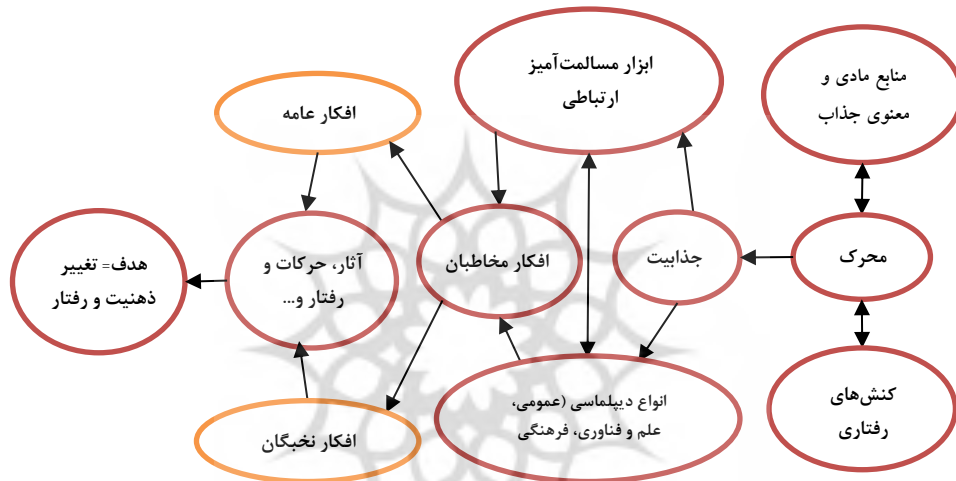 منابع مادی و
معنوی جذاب
محرک
کنش‌های
رفتاری
جذابیت
ابزار مسالمت‌آمیز
ارتباطی
انواع دیپلماسی (عمومی،
علم و فناوری، فرهنگی
افکار مخاطبان
افکار عامه
آثار، حرکات و
رفتار و...
افکار نخبگان
هدف= تغییر
ذهنیت و رفتار